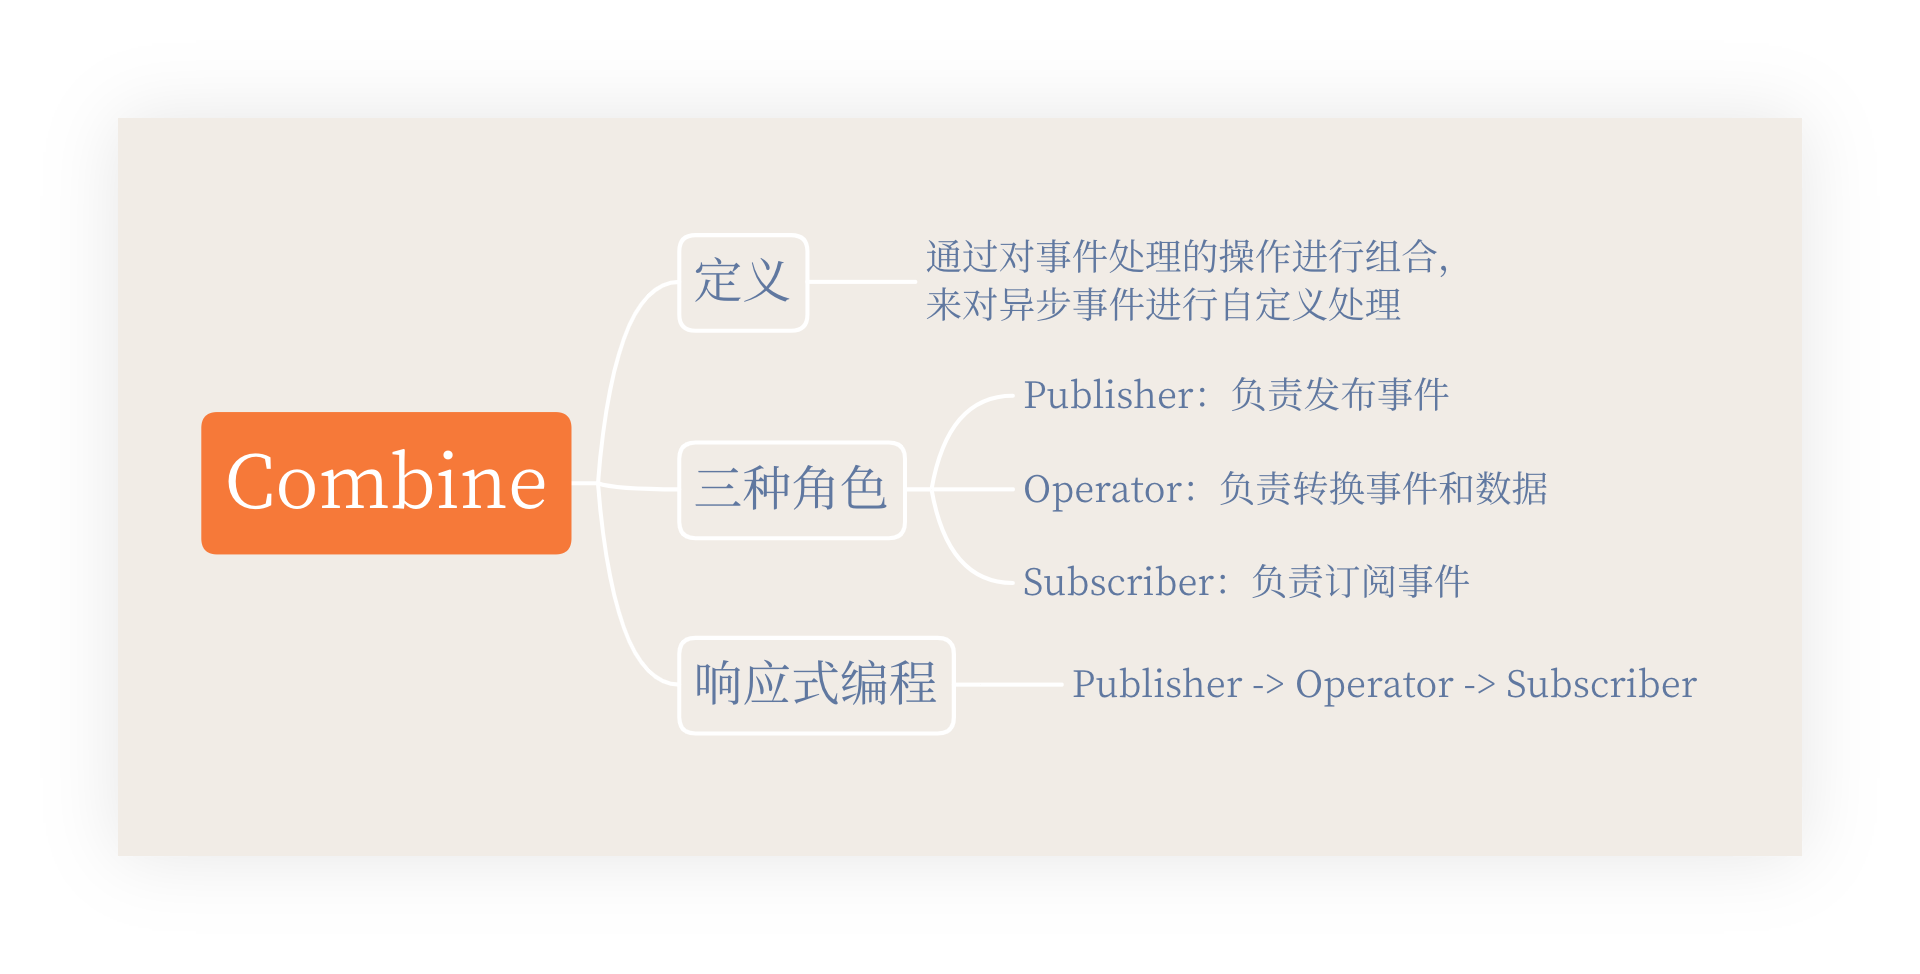 Combine
定义
通过对事件处理的操作进行组合，
来对异步事件进行自定义处理
三种角色
Publisher：负责发布事件
Operator：负责转换事件和数据
Subscriber：负责订阅事件
响应式编程
Publisher -> Operator -> Subscriber